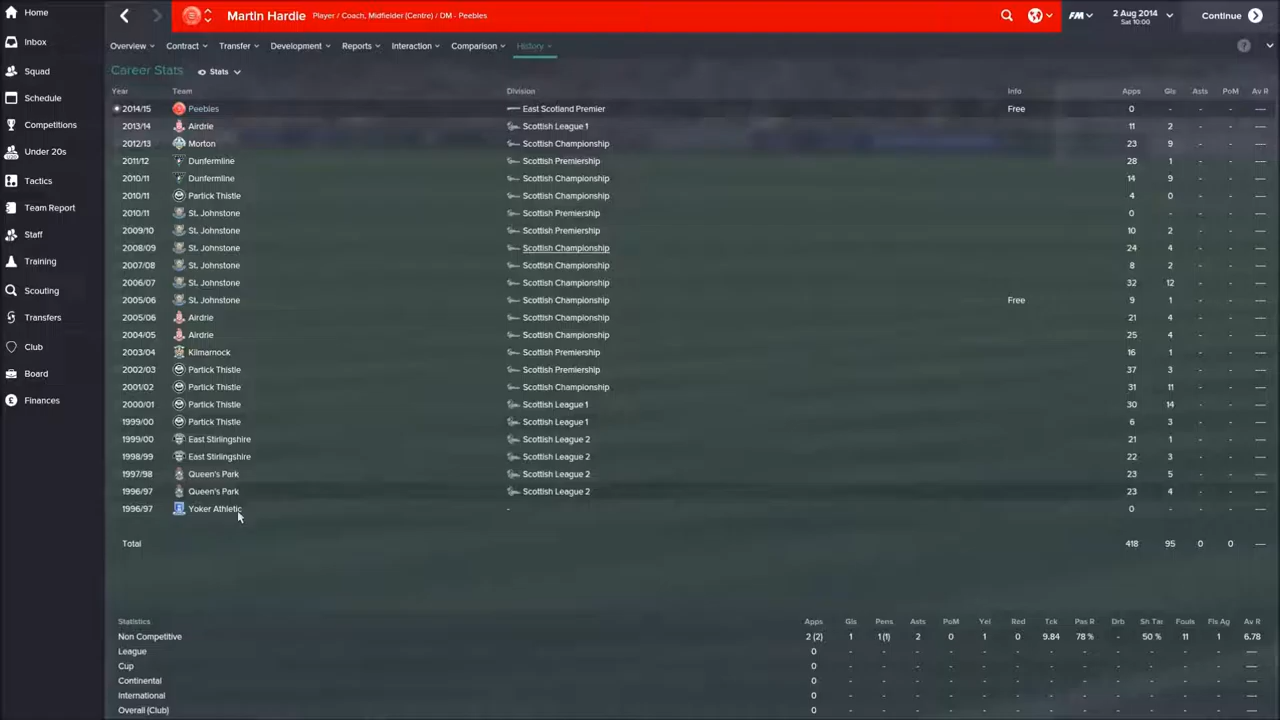 Home
Martin Hardie Player / Coach, Midfielder (Centre) / DM - Peebles FM 2 Aug 2014 Sat 10:00 Continue
Inbox
Squad
Schedule
Competitions
Under 20s
Tactics
Team Report
Staff
Training
Scouting
Transfers
Club
Board
Finances
Overview Contract Transfer Development Reports Interaction Comparison History ?
Career Stats Stats
Year Team Division Info Apps Gls Asts PoM Av R
2014/15 Peebles East Scotland Premier Free 0 - - - ---
2013/14 Airdrie Scottish League 1 11 2 - - ---
2012/13 Morton Scottish Championship 23 9 - - ---
2011/12 Dunfermline Scottish Premiership 28 1 - - ---
2010/11 Dunfermline Scottish Championship 14 9 - - ---
2010/11 Partick Thistle Scottish Championship 4 0 - - ---
2010/11 St. Johnstone Scottish Premiership 0 - - - ---
2009/10 St. Johnstone Scottish Premiership 10 2 - - ---
2008/09 St. Johnstone Scottish Championship 24 4 - - ---
2007/08 St. Johnstone Scottish Championship 8 2 - - ---
2006/07 St. Johnstone Scottish Championship 32 12 - - ---
2005/06 St. Johnstone Scottish Championship Free 9 1 - - ---
2005/06 Airdrie Scottish Championship 21 4 - - ---
2004/05 Airdrie Scottish Championship 25 4 - - ---
2003/04 Kilmarnock Scottish Premiership 16 1 - - ---
2002/03 Partick Thistle Scottish Premiership 37 3 - - ---
2001/02 Partick Thistle Scottish Championship 31 11 - - ---
2000/01 Partick Thistle Scottish League 1 30 14 - - ---
1999/00 Partick Thistle Scottish League 1 6 3 - - ---
1999/00 East Stirlingshire Scottish League 2 21 1 - - ---
1998/99 East Stirlingshire Scottish League 2 22 3 - - ---
1997/98 Queen's Park Scottish League 2 23 5 - - ---
1996/97 Queen's Park Scottish League 2 23 4 - - ---
1996/97 Yoker Athletic - 0 - - - ---
Total 418 95 0 0 ---
Statistics Apps Gls Pens Asts PoM Yel Red Tck Pas R Drb Sh Tar Fouls Fls Ag Av R
Non Competitive 2 (2) 1 1(1) 2 0 1 0 9.84 78 % - 50 % 11 1 6.78
League 0 - - - - - - - - - - - - ---
Cup 0 - - - - - - - - - - - - ---
Continental 0 - - - - - - - - - - - - ---
International 0 - - - - - - - - - - - - ---
Overall (Club) 0 - - - - - - - - - - - - ---